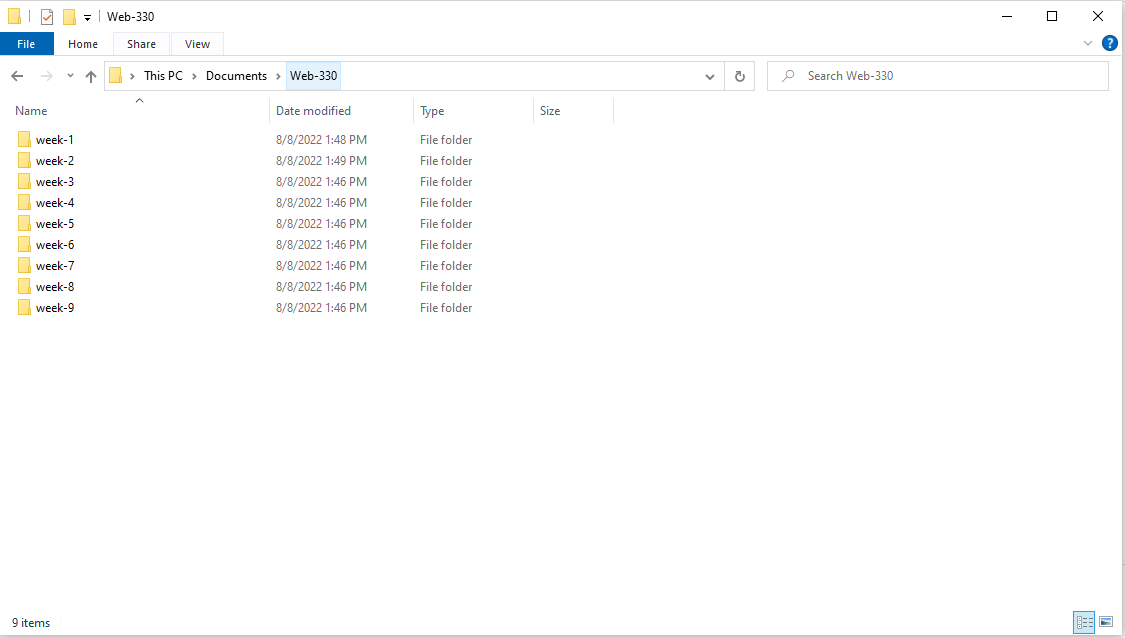 Web-330
File Home Share View ?
This PC Documents Web-330 Search Web-330
Name Date modified Type Size
week-1 8/8/2022 1:48 PM File folder
week-2 8/8/2022 1:49 PM File folder
week-3 8/8/2022 1:46 PM File folder
week-4 8/8/2022 1:46 PM File folder
week-5 8/8/2022 1:46 PM File folder
week-6 8/8/2022 1:46 PM File folder
week-7 8/8/2022 1:46 PM File folder
week-8 8/8/2022 1:46 PM File folder
week-9 8/8/2022 1:46 PM File folder
9 items